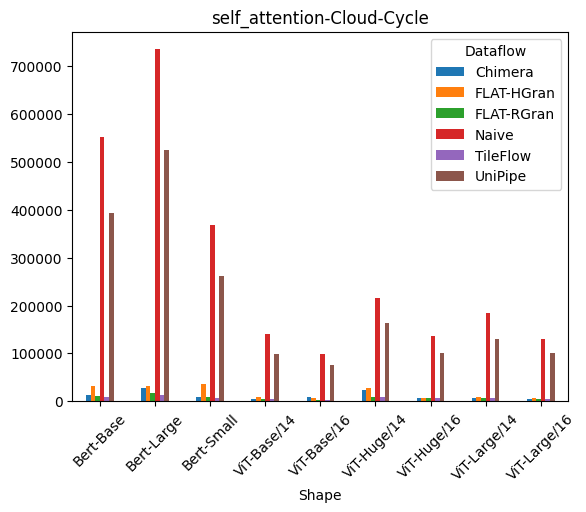 self_attention-Cloud-Cycle
Dataflow
Chimera
FLAT-HGran
FLAT-RGran
Naive
TileFlow
UniPipe
700000
600000
500000
400000
300000
200000
100000
0
Bert-Base
Bert-Large
Bert-Small
ViT-Base/14
ViT-Base/16
ViT-Huge/14
ViT-Huge/16
ViT-Large/14
ViT-Large/16
Shape